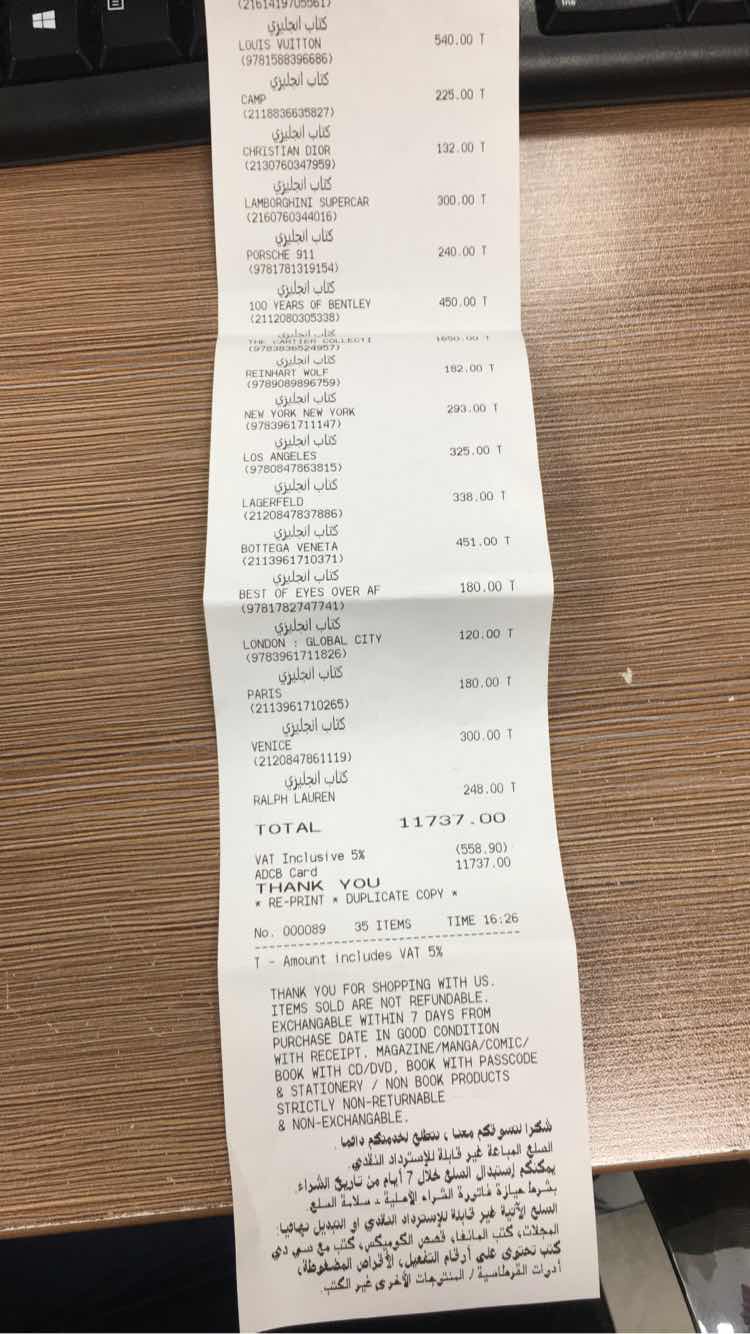 (2161419705561)
كتاب انجليزي
LOUIS VUITTON 540.00 T
(9781588396686)
كتاب انجليزي
CAMP 225.00 T
(2118836635827)
كتاب انجليزي
CHRISTIAN DIOR 132.00 T
(2130760347959)
كتاب انجليزي
LAMBORGHINI SUPERCAR 300.00 T
(2160760344016)
كتاب انجليزي
PORSCHE 911 240.00 T
(9781781319154)
كتاب انجليزي
100 YEARS OF BENTLEY 450.00 T
(2112080305338)
كتاب انجليزي
THE CARTIER COLLECTI 1650.00 T
(9783836524957)
كتاب انجليزي
REINHART WOLF 182.00 T
(9789089896759)
كتاب انجليزي
NEW YORK NEW YORK 293.00 T
(9783961711147)
كتاب انجليزي
LOS ANGELES 325.00 T
(9780847863815)
كتاب انجليزي
LAGERFELD 338.00 T
(2120847837886)
كتاب انجليزي
BOTTEGA VENETA 451.00 T
(2113961710371)
كتاب انجليزي
BEST OF EYES OVER AF 180.00 T
(9781782747741)
كتاب انجليزي
LONDON : GLOBAL CITY 120.00 T
(9783961711826)
كتاب انجليزي
PARIS 180.00 T
(2113961710265)
كتاب انجليزي
VENICE 300.00 T
(2120847861119)
كتاب انجليزي
RALPH LAUREN 248.00 T
TOTAL 11737.00
VAT Inclusive 5% (558.90)
ADCB Card 11737.00
THANK YOU
* RE-PRINT * DUPLICATE COPY *
No. 000089 35 ITEMS TIME 16:26
T - Amount includes VAT 5%
THANK YOU FOR SHOPPING WITH US.
ITEMS SOLD ARE NOT REFUNDABLE.
EXCHANGABLE WITHIN 7 DAYS FROM
PURCHASE DATE IN GOOD CONDITION
WITH RECEIPT. MAGAZINE/MANGA/COMIC/
BOOK WITH CD/DVD, BOOK WITH PASSCODE
& STATIONERY / NON BOOK PRODUCTS
STRICTLY NON-RETURNABLE
& NON-EXCHANGABLE.
شكرا لتسوقكم معنا ، نتطلع لخدمتكم دائما .
السلع المباعة غير قابلة للإسترداد النقدي.
يمكنكم إستبدال السلع خلال 7 أيام من تاريخ الشراء.
بشرط حيازة فاتورة الشراء الأصلية - سلامة السلع.
السلع الآتية غير قابلة للإسترداد النقدي او التبديل نهائيا:
المجلات، كتب المانغا، قصص الكوميكس، كتب مع سي دي
كتب تحتوى على أرقام التفعيل، الأقراص المضغوطة،
أدوات القرطاسية / المنتوجات الأخرى غير الكتب.